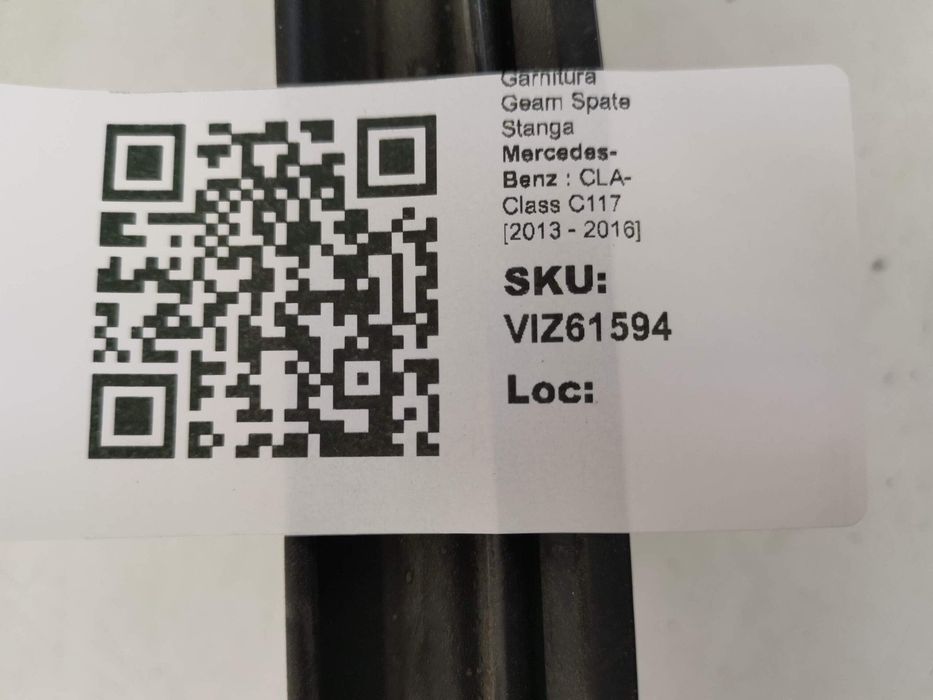 Garnitura
Geam Spate
Stanga
Mercedes-
Benz : CLA-
Class C117
[2013 - 2016]
SKU:
VIZ61594
Loc: